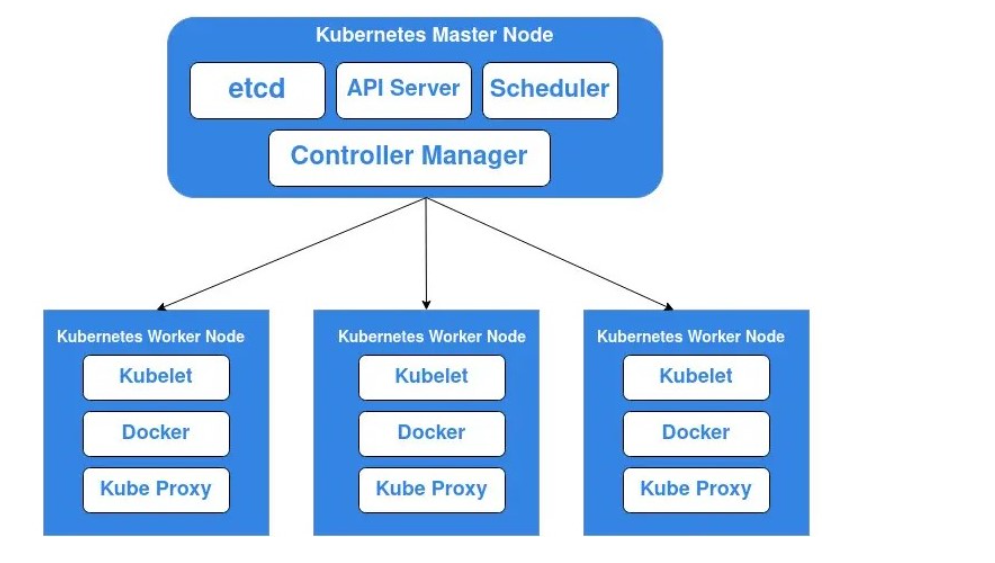 Kubernetes Master Node
etcd
API Server
Scheduler
Controller Manager
Kubernetes Worker Node
Kubelet
Docker
Kube Proxy
Kubernetes Worker Node
Kubelet
Docker
Kube Proxy
Kubernetes Worker Node
Kubelet
Docker
Kube Proxy